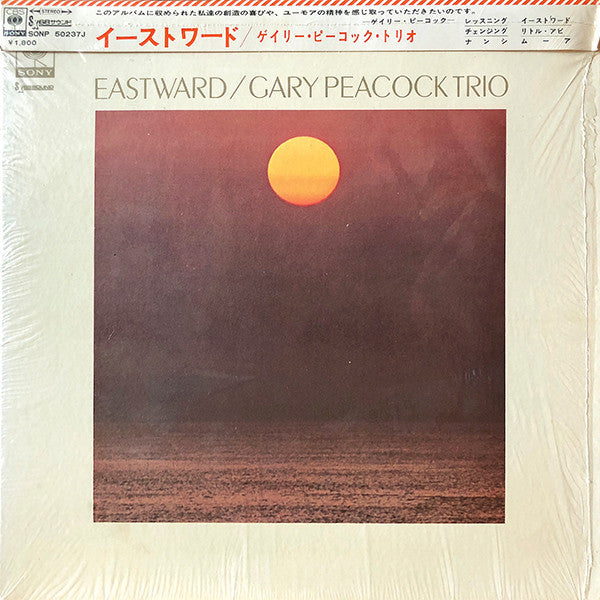 このアルバムに収められた私達の創造の喜びや、ユーモアの精神を感じ取っていただきたいのです。
—ゲイリー・ピーコック—
CBS
SONY
STEREO
SONP 50237J
¥1,800
イーストワード/ゲイリー・ピーコック・トリオ
レッスニング イーストワード
チェンジング リトル・アビ
ナンシ ムーア
SONY
EASTWARD/GARY PEACOCK TRIO